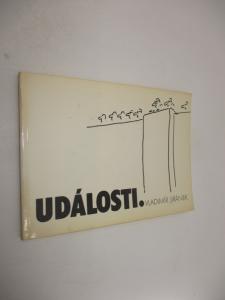 UDÁLOSTI. VLADIMÍR JIRÁNEK